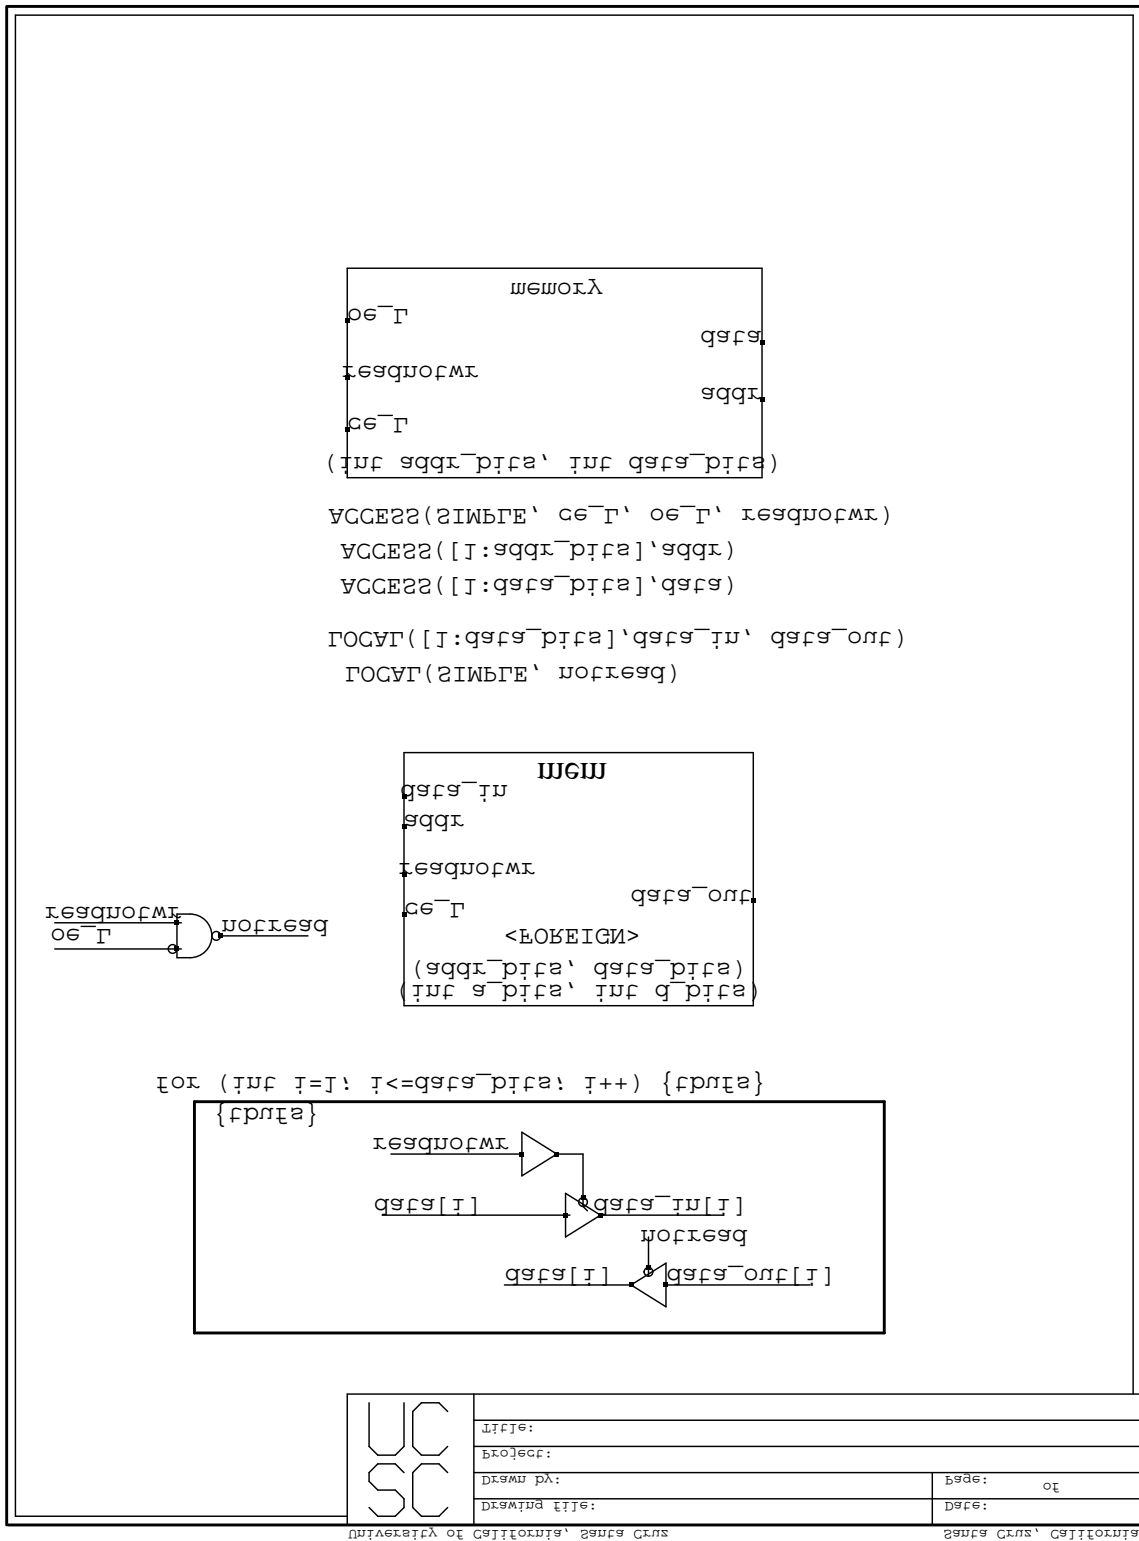 memory
oe_L
data
readnotwr
addr
ce_L
(int addr_bits, int data_bits)
ACCESS(SIMPLE, ce_L, oe_L, readnotwr)
ACCESS([1:addr_bits],addr)
ACCESS([1:data_bits],data)
LOCAL([1:data_bits],data_in, data_out)
LOCAL(SIMPLE, notread)
mem
data_in
addr
readnotwr
data_out
ce_L
<FOREIGN>
(addr_bits, data_bits)
(int a_bits, int d_bits)
readnotwr
notread
oe_L
for (int i=1; i<=data_bits; i++) {tbufs}
{tbufs}
readnotwr
data[i]
data_in[i]
notread
data[i]
data_out[i]
UC
SC
Title:
Project:
Drawn by:
Page: of
Drawing file:
Date:
University of California, Santa Cruz
Santa Cruz, California